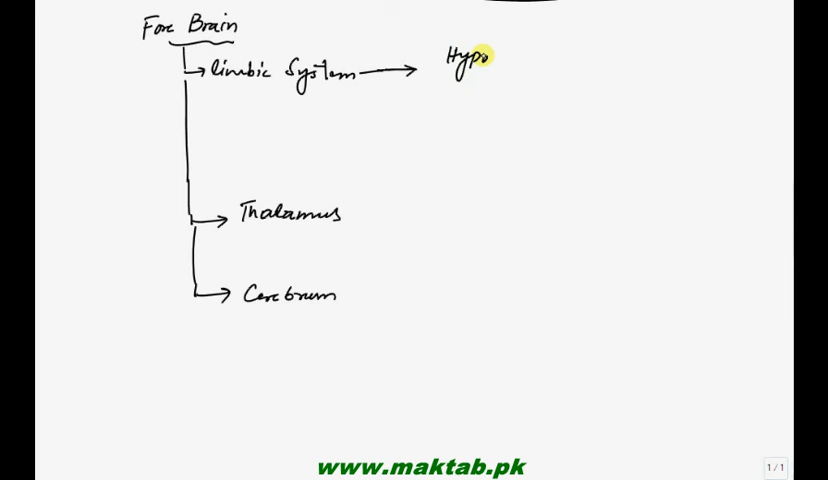 Fore Brain
limbic System
Hypo
Thalamus
Cerebrum
www.maktab.pk
1/1